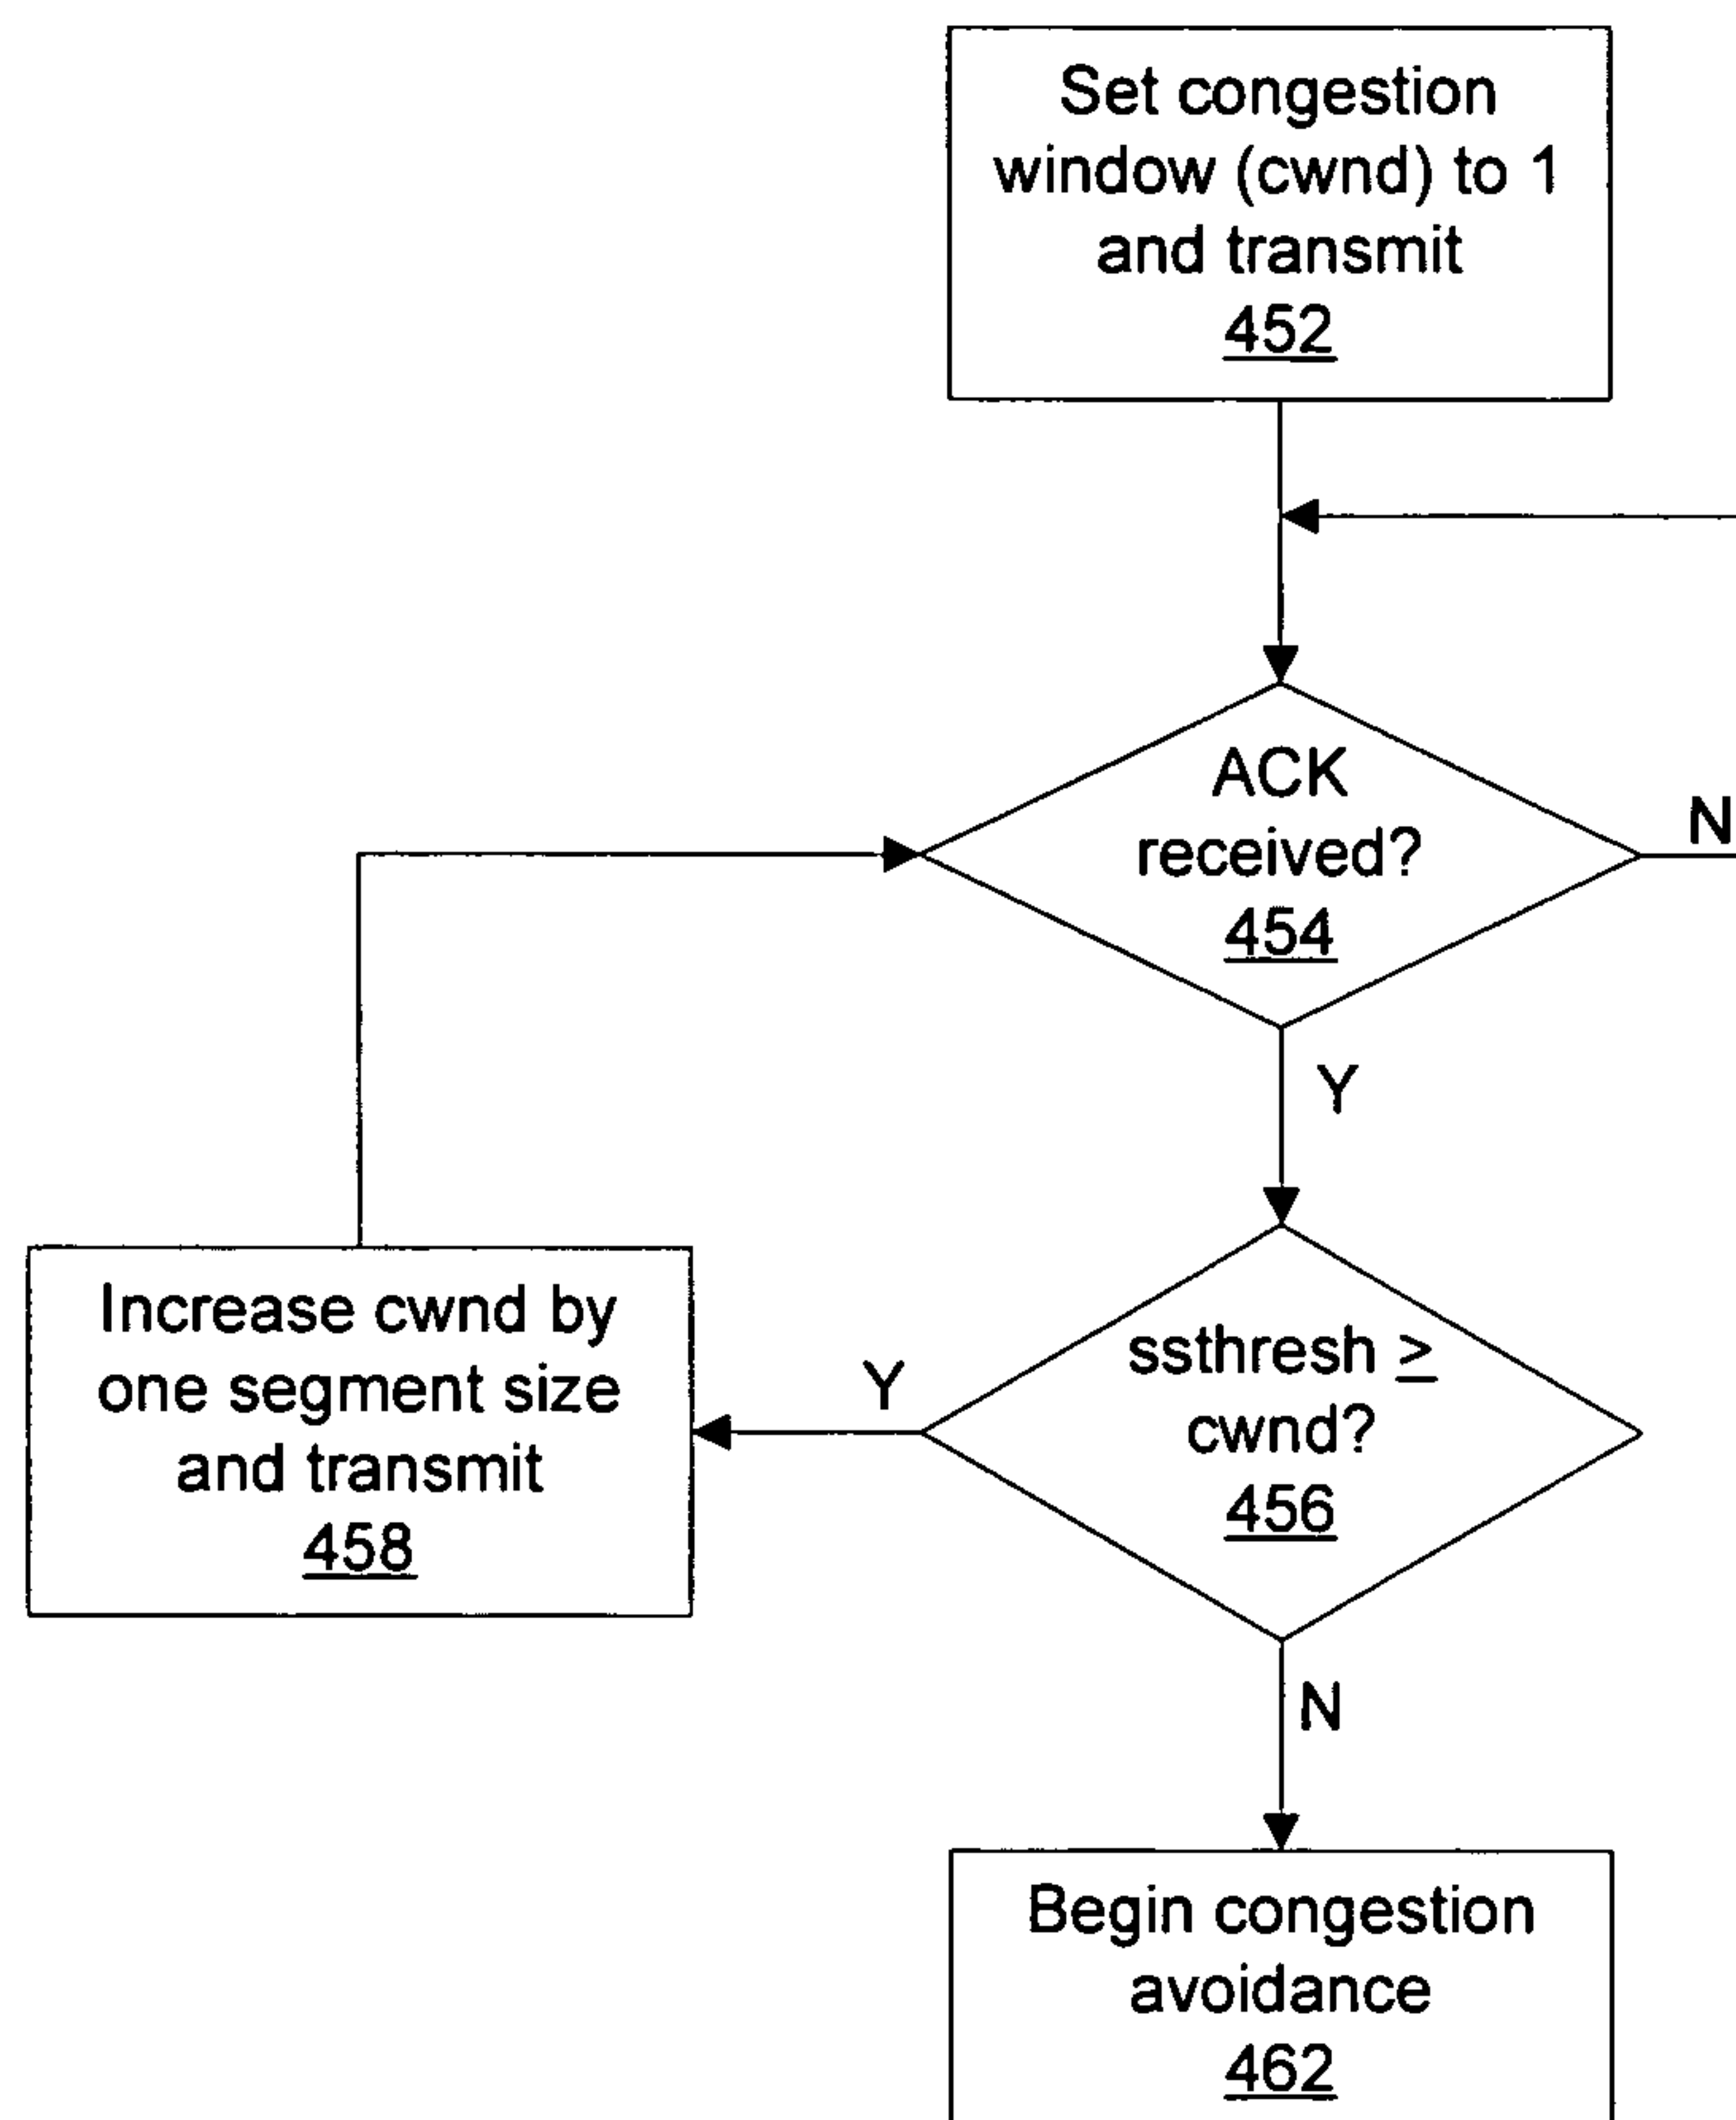 Set congestion
window (cwnd) to 1
and transmit
452
ACK
received?
454
N
Y
Increase cwnd by
one segment size
and transmit
458
Y
ssthresh ≥
cwnd?
456
N
Begin congestion
avoidance
462